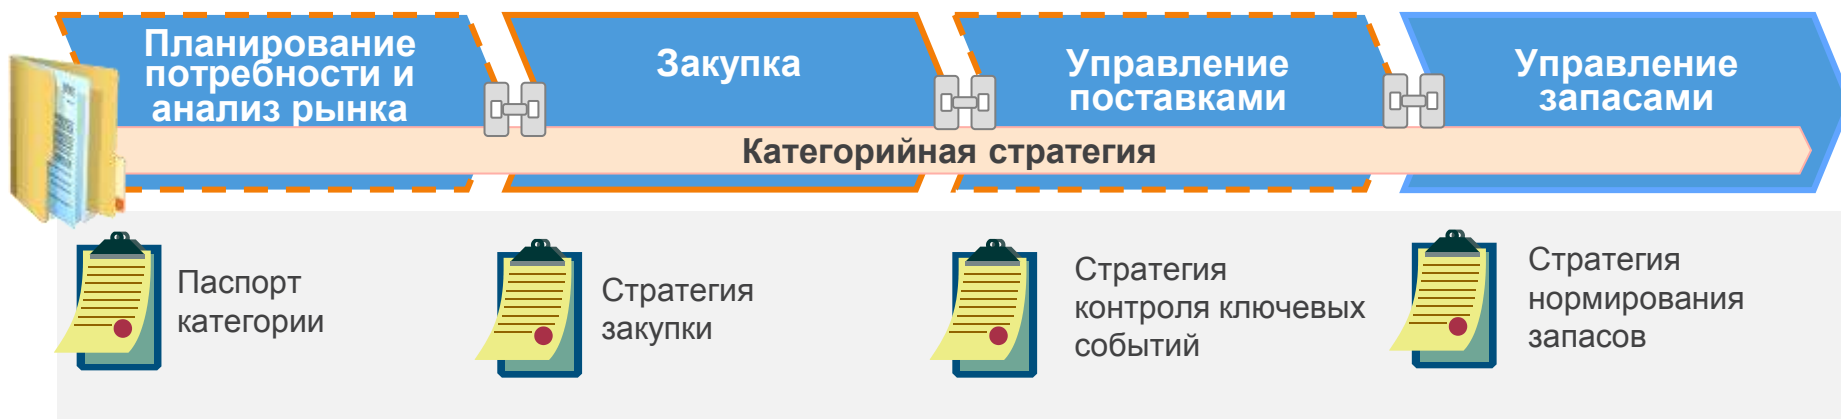 Планирование
потребности и
анализ рынка
Закупка
Управление
поставками
Управление
запасами
Категорийная стратегия
Паспорт
категории
Стратегия
закупки
Стратегия
контроля ключевых
событий
Стратегия
нормирования
запасов